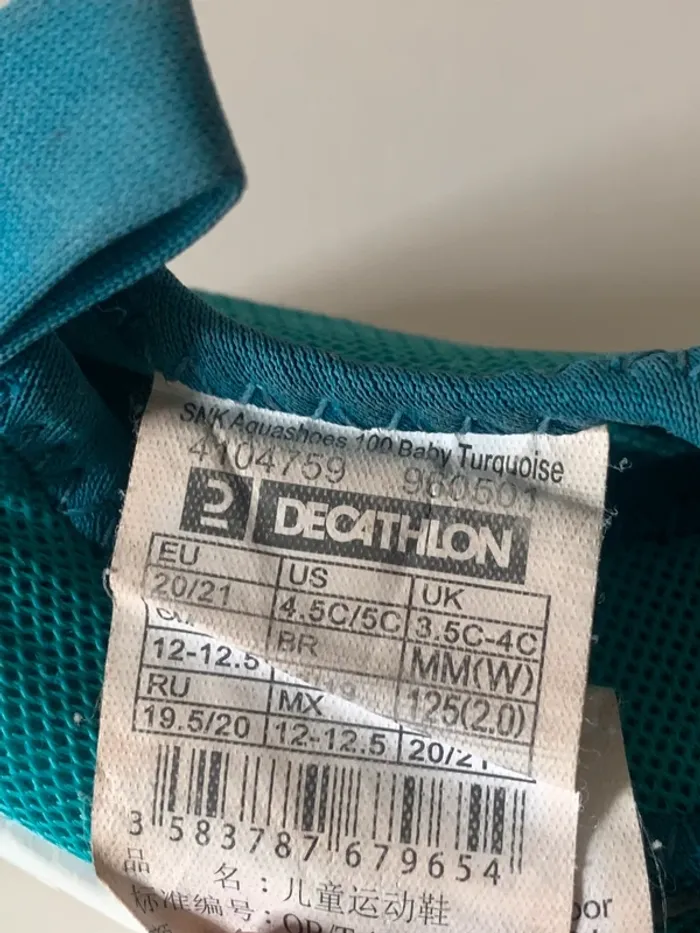 SNK Aquashoes 100 Baby Turquoise
4104759 960501
DECATHLON
EU US UK
20/21 4.5C/5C 3.5C-4C
BR MM(W)
12-12.5 125(2.0)
RU MX
19.5/20 12-12.5
3 583787 679654
品 名：儿童运动鞋
标准编号：QB/T